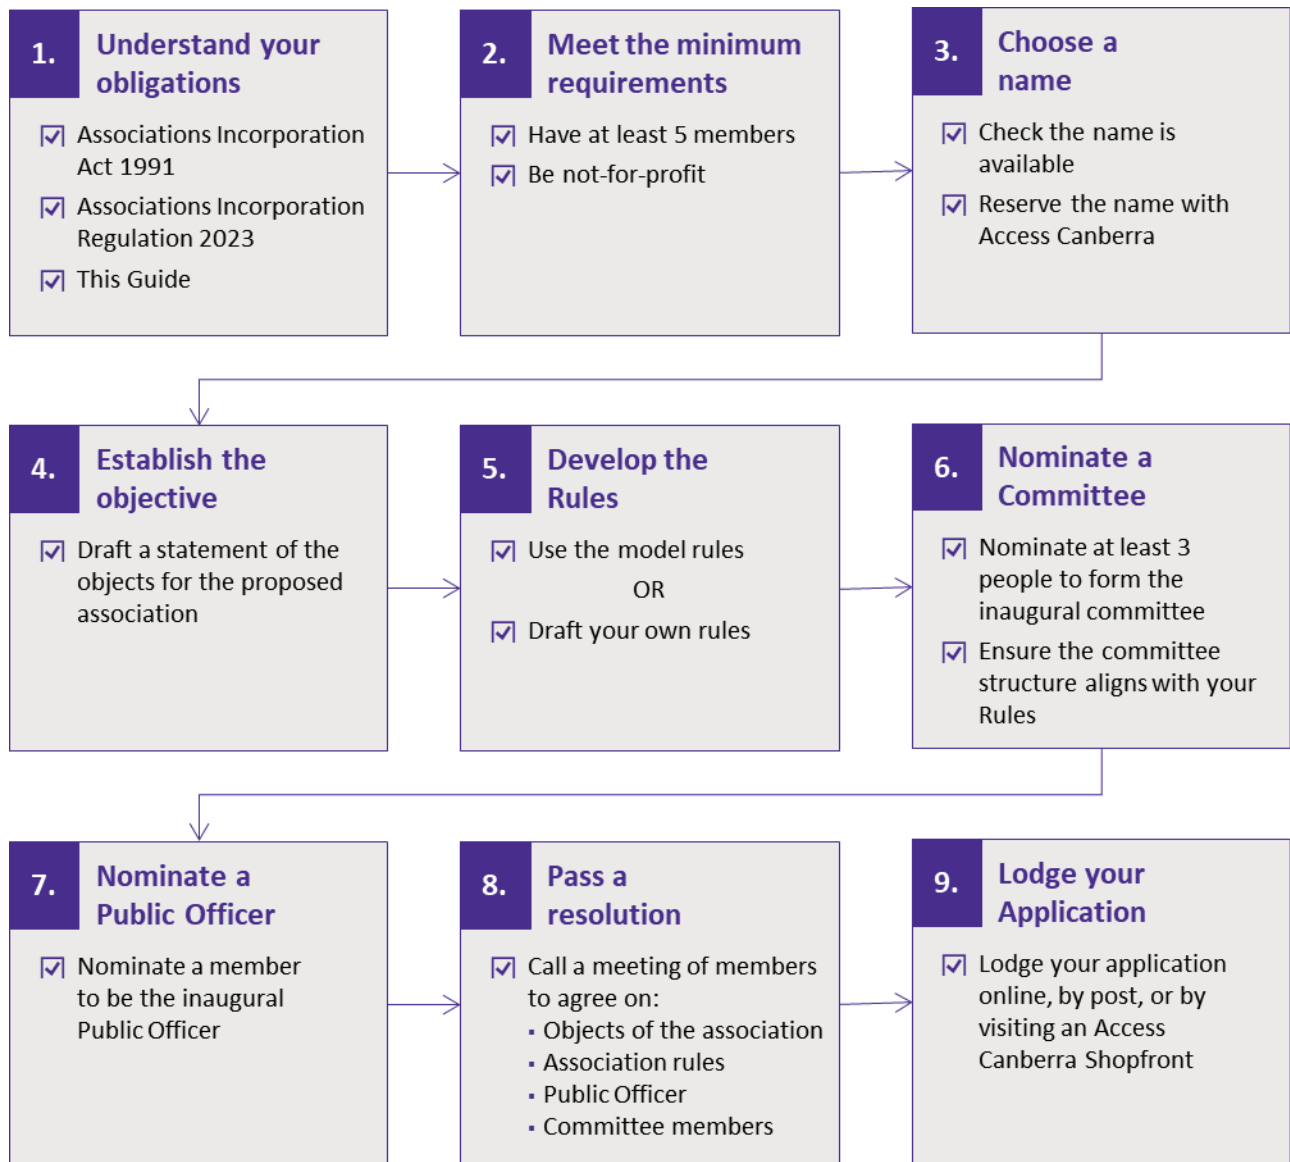 1.
Understand your
obligations
Associations Incorporation
Act 1991
Associations Incorporation
Regulation 2023
This Guide
2.
Meet the minimum
requirements
Have at least 5 members
Be not-for-profit
3.
Choose a
name
Check the name is
available
Reserve the name with
Access Canberra
4.
Establish the
objective
Draft a statement of the
objects for the proposed
association
5.
Develop the
Rules
Use the model rules
OR
Draft your own rules
6.
Nominate a
Committee
Nominate at least 3
people to form the
inaugural committee
Ensure the committee
structure aligns with your
Rules
7.
Nominate a
Public Officer
Nominate a member
to be the inaugural
Public Officer
8.
Pass a
resolution
Call a meeting of members
to agree on:
▪ Objects of the association
▪ Association rules
▪ Public Officer
▪ Committee members
9.
Lodge your
Application
Lodge your application
online, by post, or by
visiting an Access
Canberra Shopfront